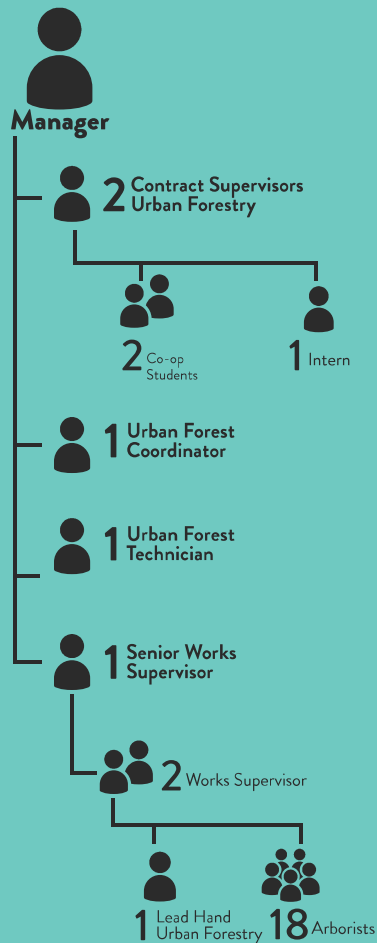 Manager
2 Contract Supervisors
Urban Forestry
2 Co-op
Students
1 Intern
1 Urban Forest
Coordinator
1 Urban Forest
Technician
1 Senior Works
Supervisor
2 Works Supervisor
1 Lead Hand
Urban Forestry
18 Arborists